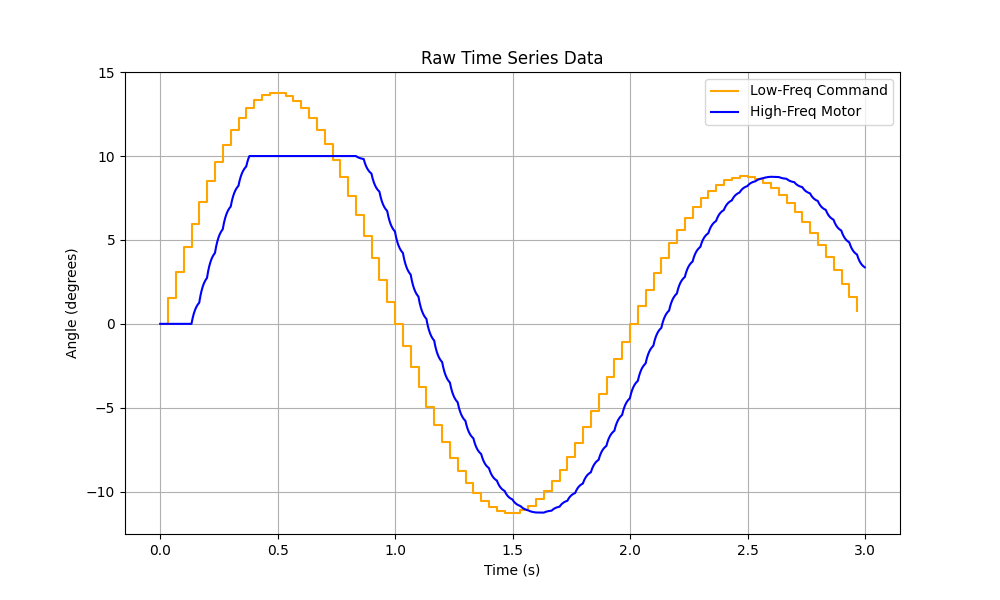 Raw Time Series Data
Low-Freq Command
High-Freq Motor
Angle (degrees)
15
10
5
0
−5
−10
0.0
0.5
1.0
1.5
2.0
2.5
3.0
Time (s)